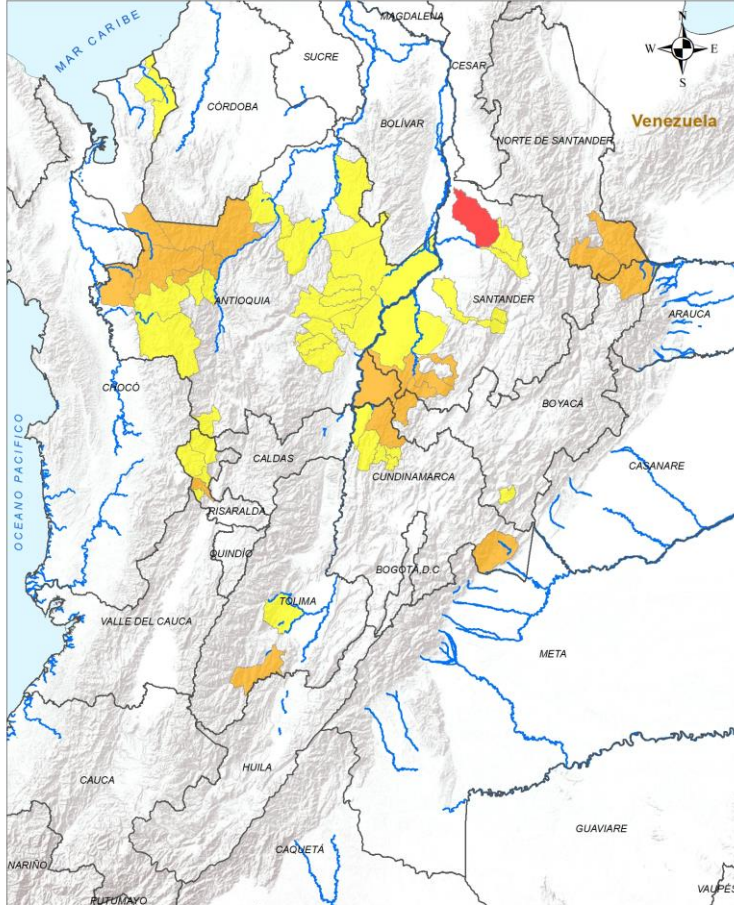 MAGDALENA
N
MAR CARIBE
W
E
S
SUCRE
CESAR
CÓRDOBA
BOLÍVAR
Venezuela
NORTE DE SANTANDER
ANTIOQUIA
SANTANDER
ARAUCA
CHOCÓ
BOYACÁ
OCEANO PACIFICO
CALDAS
CUNDINAMARCA
CASANARE
RISARALDA
QUINDÍO
BOGOTÁ, D.C
TOLIMA
VALLE DEL CAUCA
META
HUILA
CAUCA
GUAVIARE
CAQUETÁ
NARIÑO
PUTUMAYO
VAUPÉS